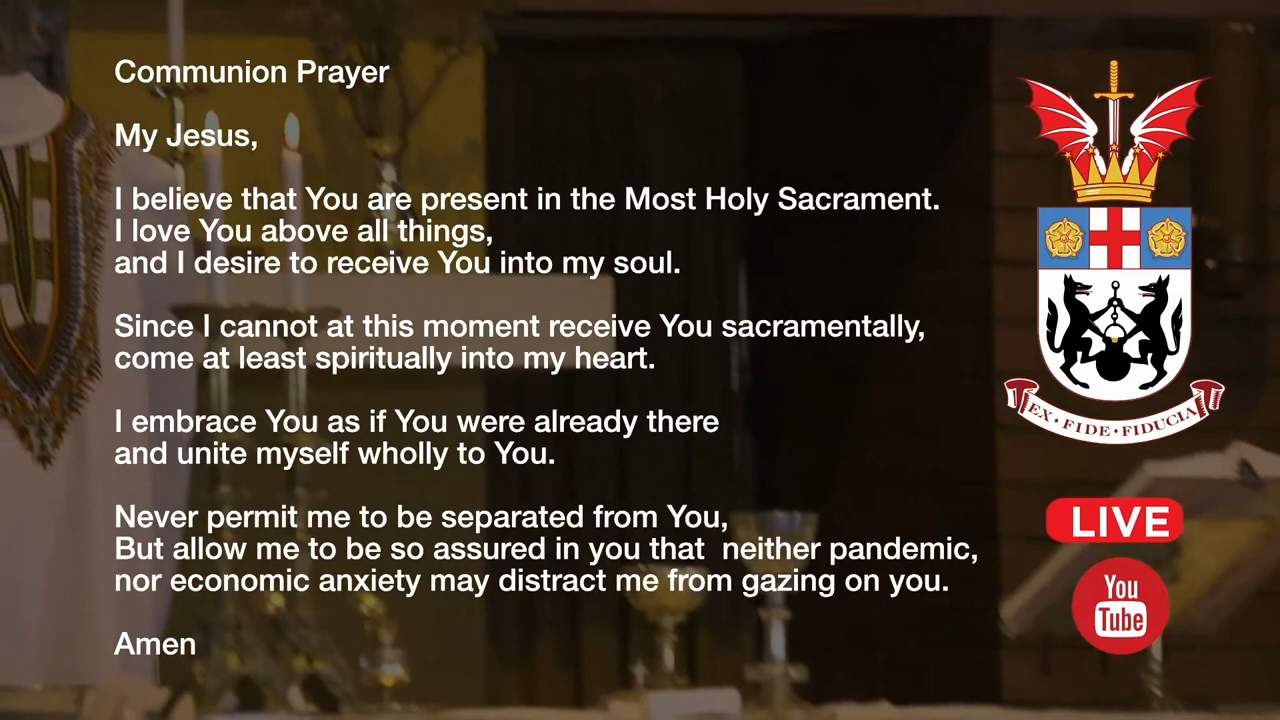 Communion Prayer
My Jesus,
I believe that You are present in the Most Holy Sacrament.
I love You above all things,
and I desire to receive You into my soul.
Since I cannot at this moment receive You sacramentally,
come at least spiritually into my heart.
I embrace You as if You were already there
and unite myself wholly to You.
Never permit me to be separated from You,
But allow me to be so assured in you that  neither pandemic,
nor economic anxiety may distract me from gazing on you.
Amen
EX · FIDE · FIDUCIA
LIVE
You
Tube